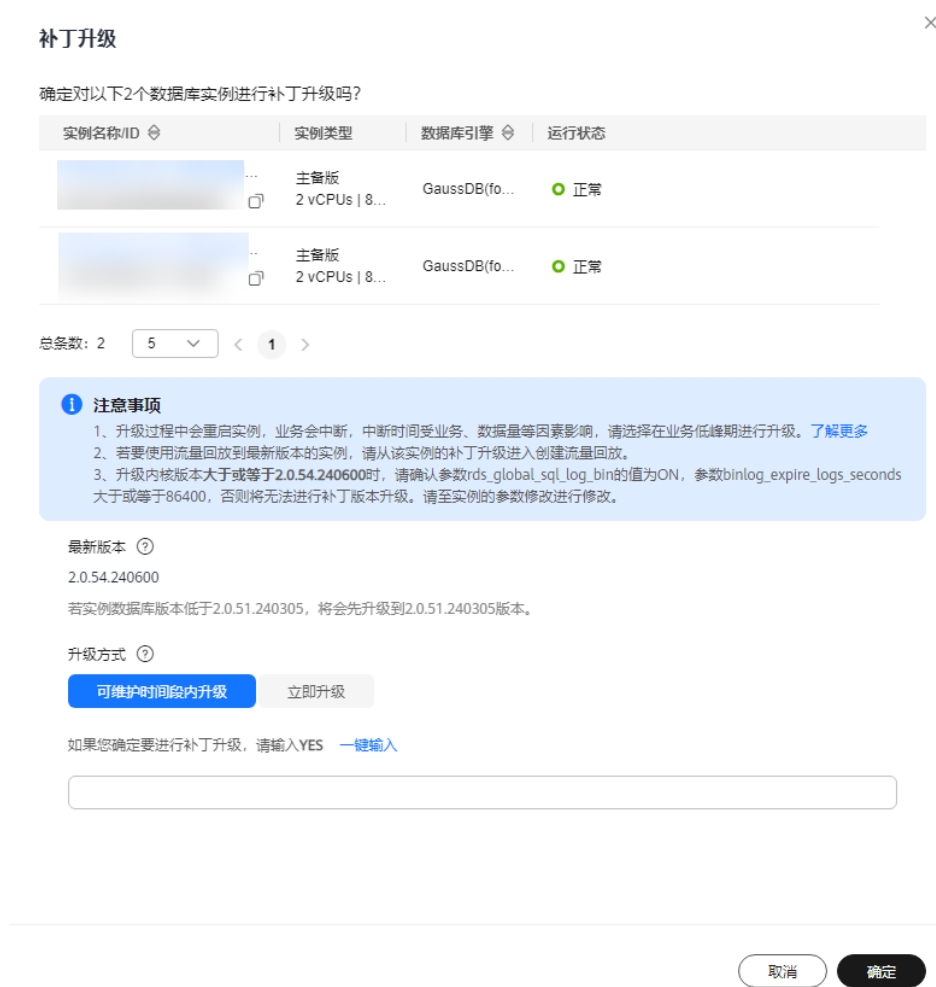 补丁升级
确定对以下2个数据库实例进行补丁升级吗？
实例名称/ID 实例类型 数据库引擎 运行状态
... 主备版
2 vCPUs | 8... GaussDB(fo... 正常
.. 主备版
2 vCPUs | 8... GaussDB(fo... 正常
总条数：2 5 1
注意事项
1、升级过程中会重启实例，业务会中断，中断时间受业务、数据量等因素影响，请选择在业务低峰期进行升级。了解更多
2、若要使用流量回放到最新版本的实例，请从该实例的补丁升级进入创建流量回放。
3、升级内核版本大于或等于2.0.54.240600时，请确认参数rds_global_sql_log_bin的值为ON，参数binlog_expire_logs_seconds
大于或等于86400，否则将无法进行补丁版本升级。请至实例的参数修改进行修改。
最新版本 ?
2.0.54.240600
若实例数据库版本低于2.0.51.240305，将会先升级到2.0.51.240305版本。
升级方式 ?
可维护时间段内升级 立即升级
如果您确定要进行补丁升级，请输入YES 一键输入
取消 确定